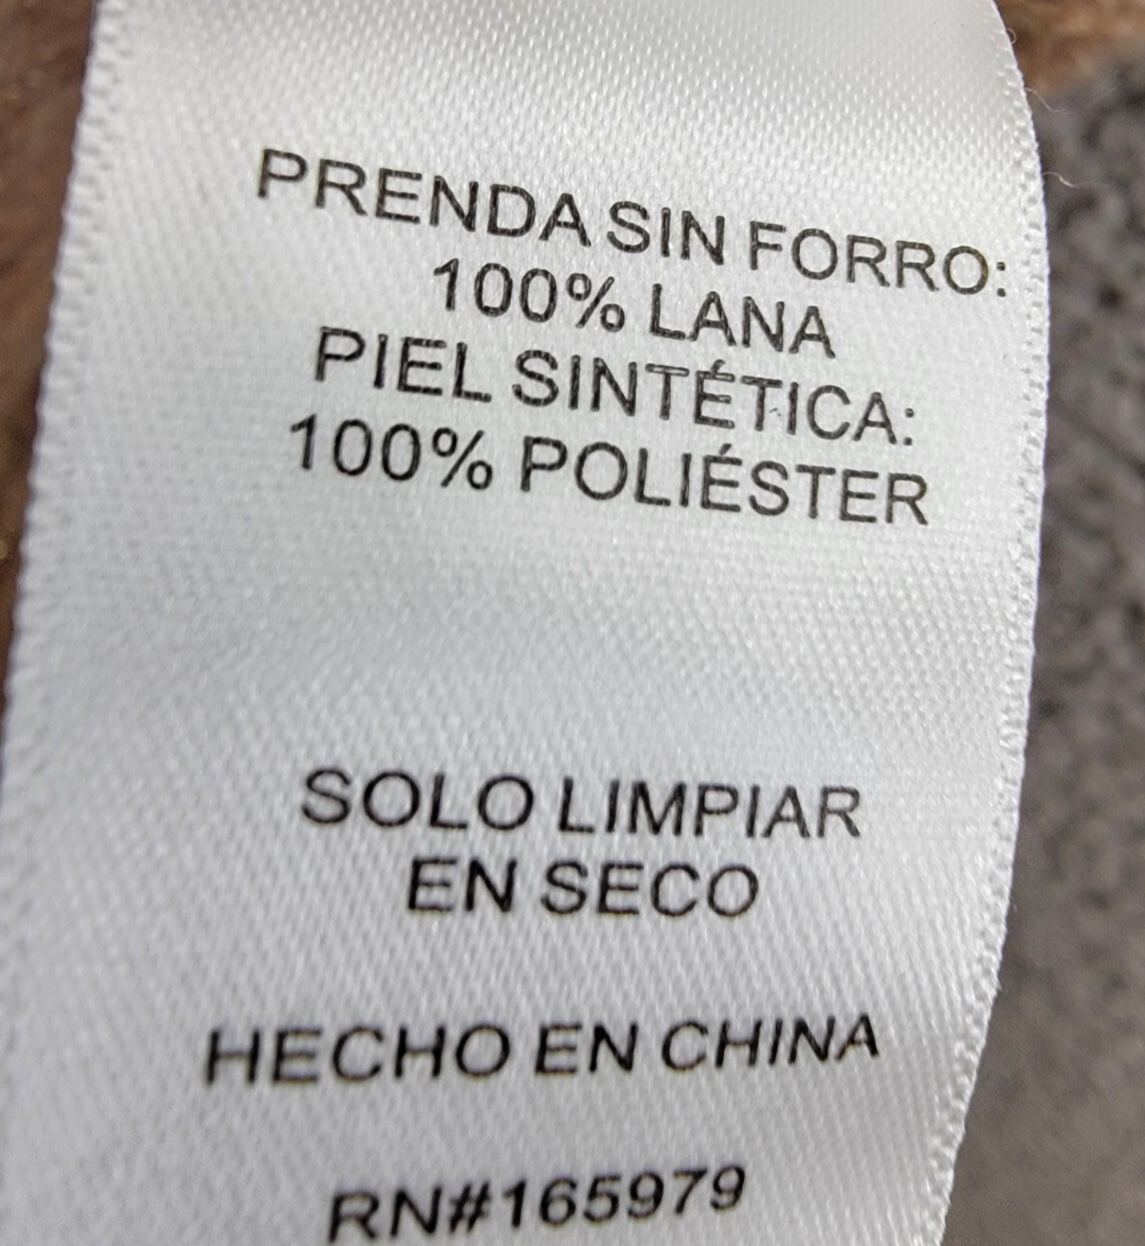 PRENDA SIN FORRO:
100% LANA
PIEL SINTÉTICA:
100% POLIÉSTER
SOLO LIMPIAR
EN SECO
HECHO EN CHINA
RN#165979